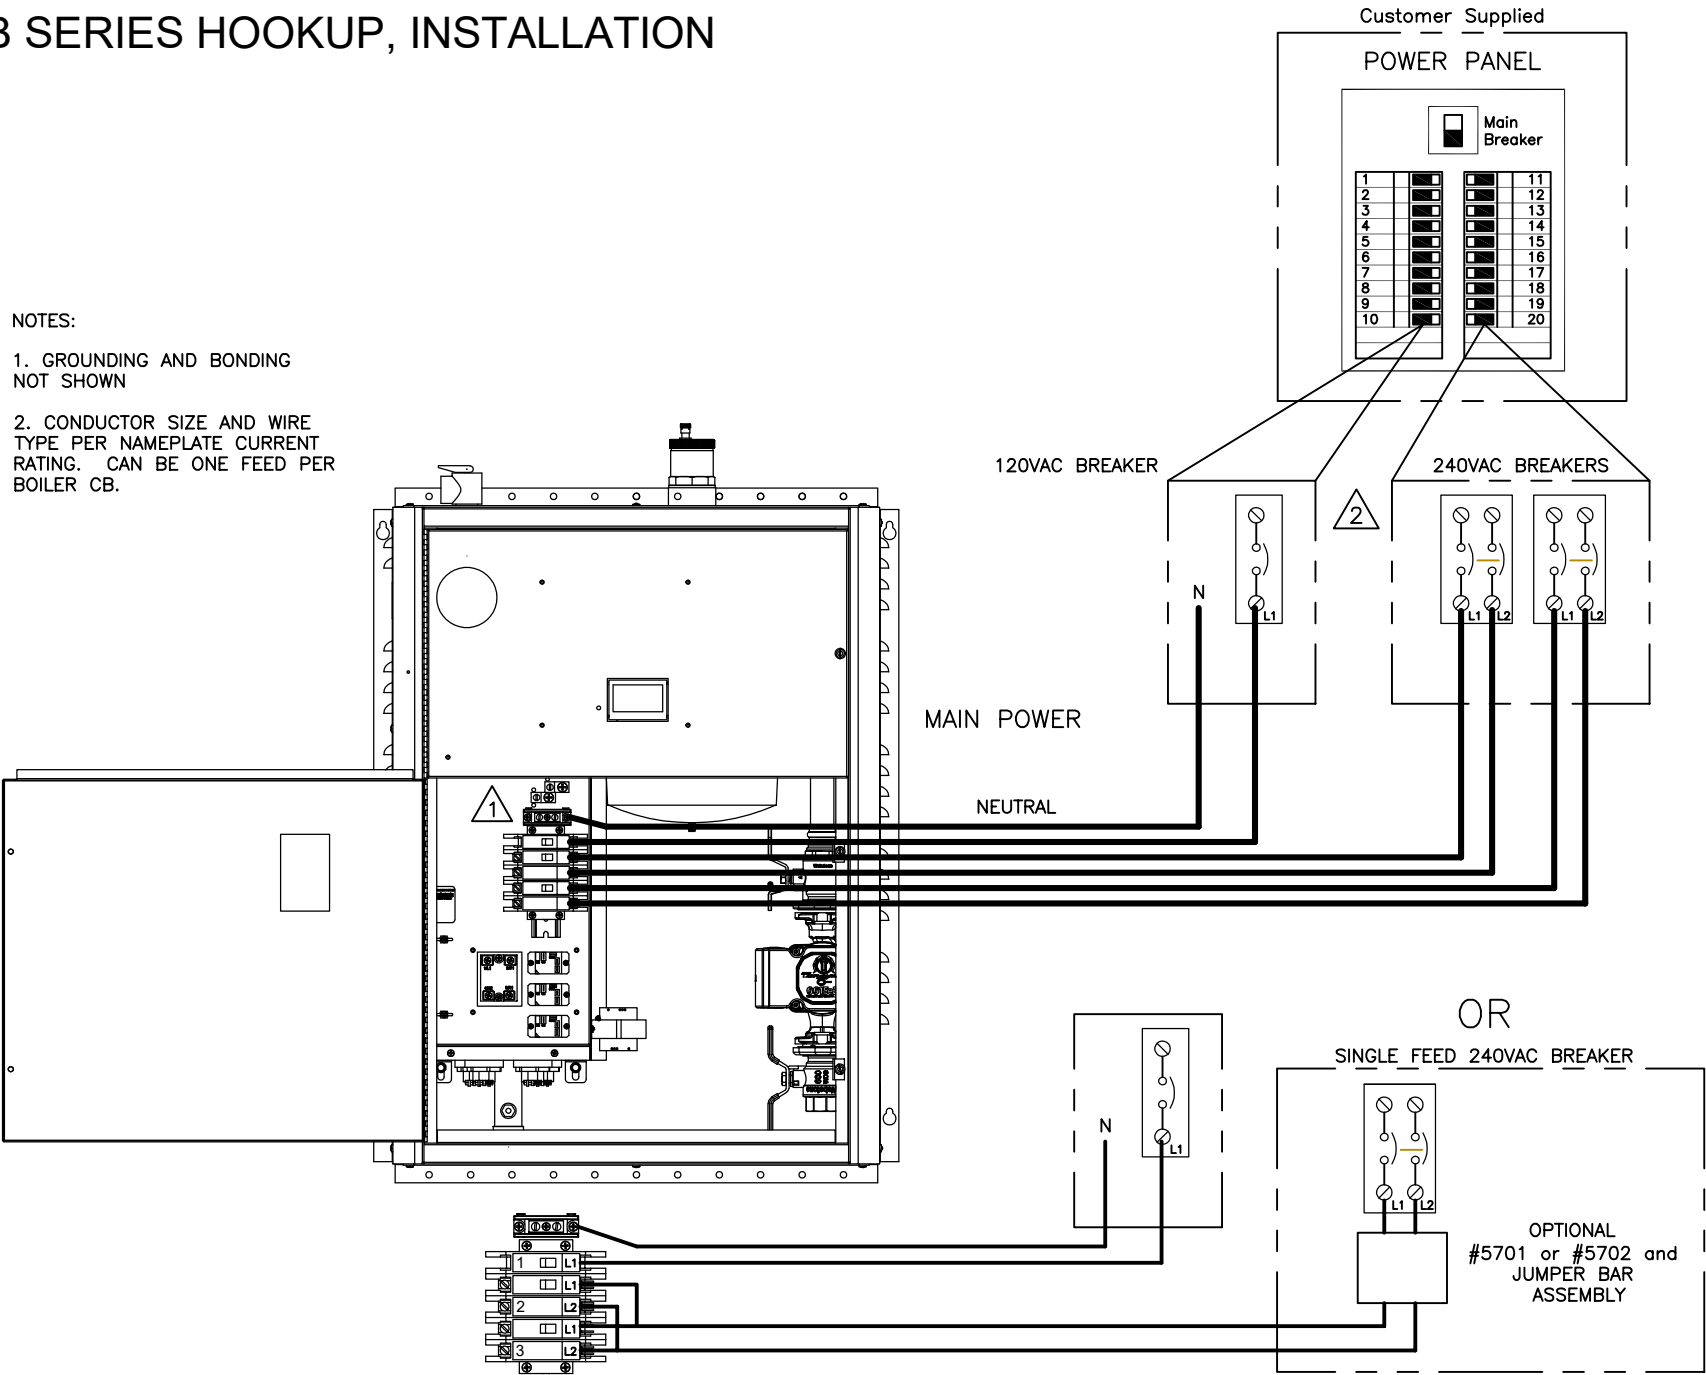 B SERIES HOOKUP, INSTALLATION
Customer Supplied
POWER PANEL
Main
Breaker
1 11
2 12
3 13
4 14
5 15
6 16
7 17
8 18
9 19
10 20
NOTES:
1. GROUNDING AND BONDING
NOT SHOWN
2. CONDUCTOR SIZE AND WIRE
TYPE PER NAMEPLATE CURRENT
RATING. CAN BE ONE FEED PER
BOILER CB.
120VAC BREAKER
240VAC BREAKERS
2
N
L1
L1 L2 L1 L2
MAIN POWER
1
NEUTRAL
OR
SINGLE FEED 240VAC BREAKER
N
L1
L1 L2
OPTIONAL
#5701 or #5702 and
JUMPER BAR
ASSEMBLY
1 L1
L1
2 L2
L1
3 L2